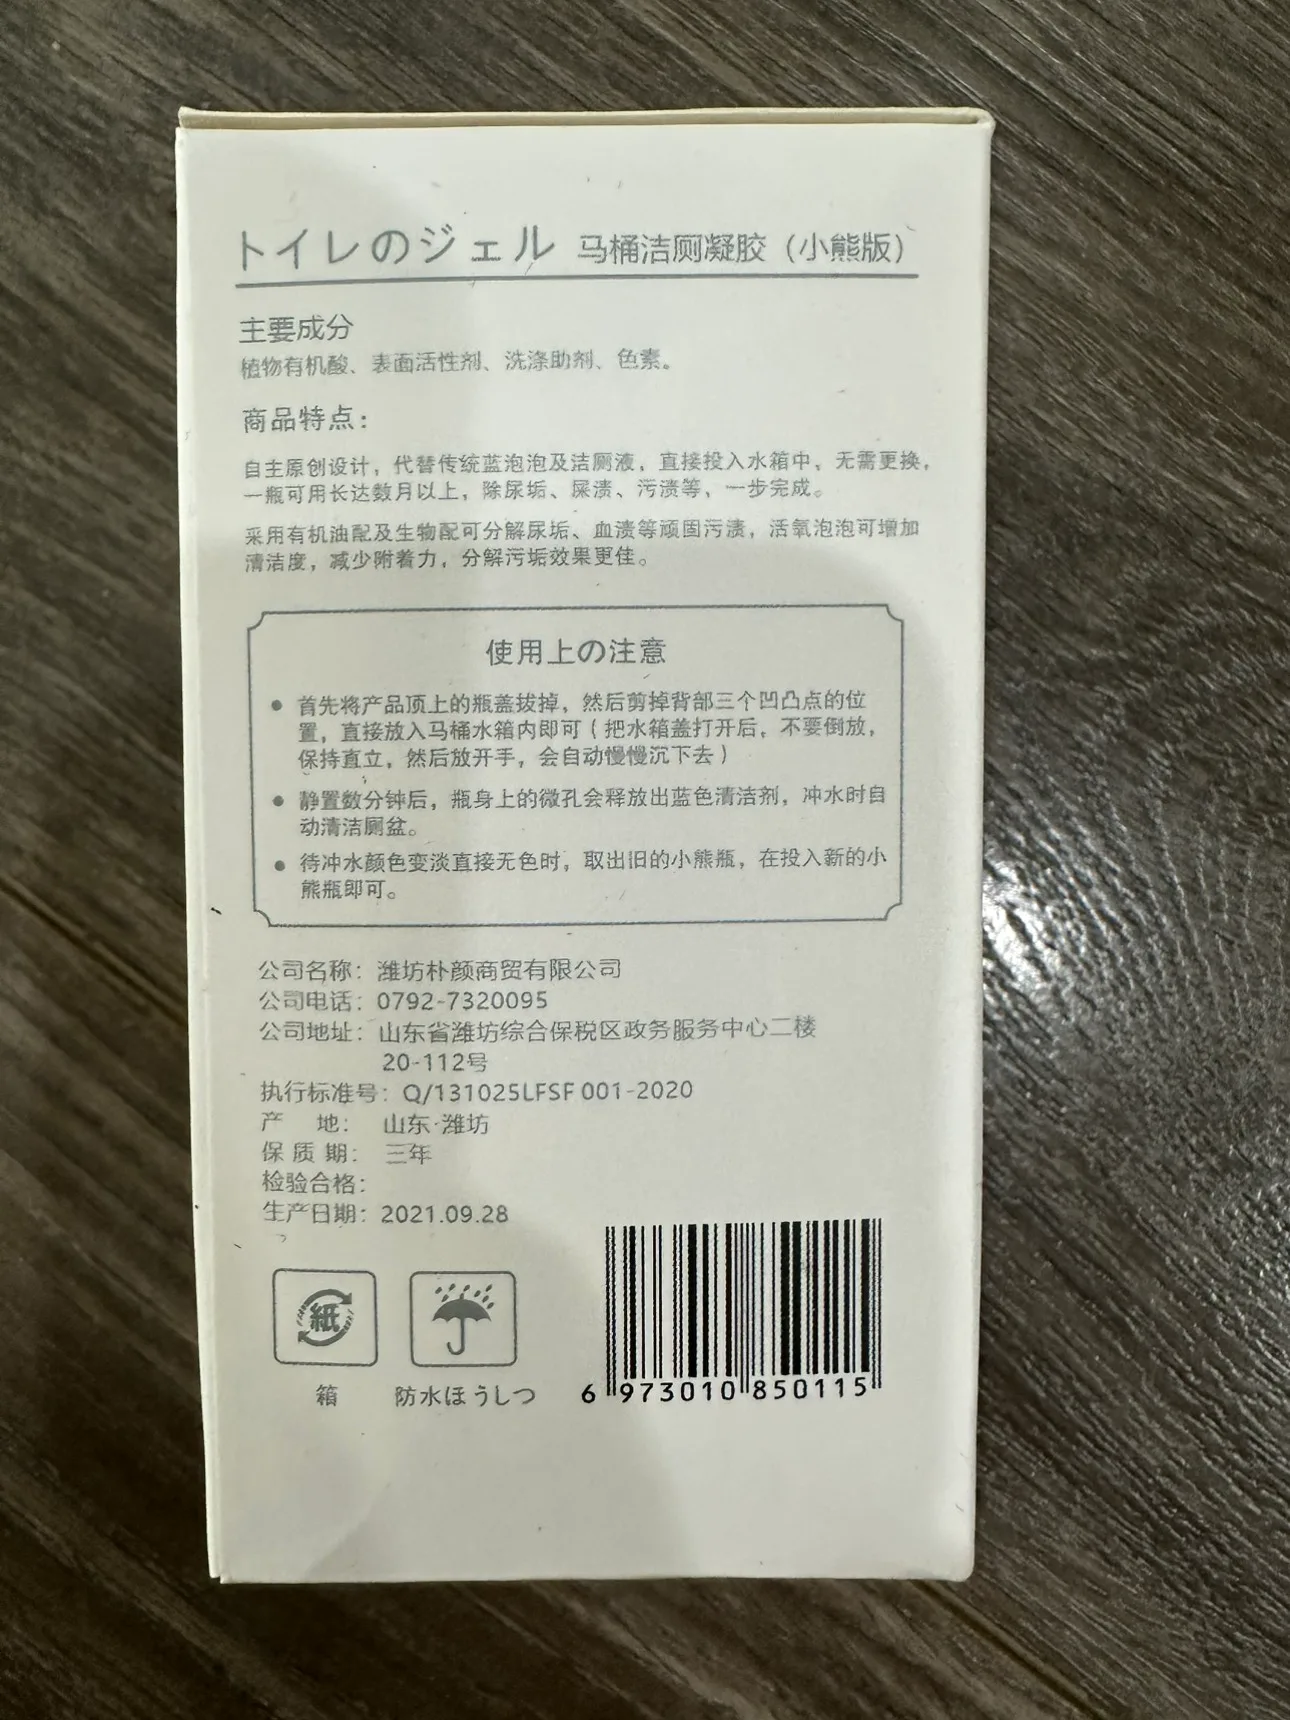 トイレのジェル 马桶洁厕凝胶（小熊版）
主要成分
植物有机酸、表面活性剂、洗涤助剂、色素。
商品特点：
自主原创设计，代替传统蓝泡泡及洁厕液，直接投入水箱中，无需更换，
一瓶可用长达数月以上，除尿垢、屎渍、污渍等，一步完成。
采用有机油配及生物配可分解尿垢、血渍等顽固污渍，活氧泡泡可增加
清洁度，减少附着力，分解污垢效果更佳。
使用上の注意
● 首先将产品顶上的瓶盖拔掉，然后剪掉背部三个凹凸点的位
置，直接放入马桶水箱内即可（把水箱盖打开后，不要倒放，
保持直立，然后放开手，会自动慢慢沉下去）
● 静置数分钟后，瓶身上的微孔会释放出蓝色清洁剂，冲水时自
动清洁厕盆。
● 待冲水颜色变淡直接无色时，取出旧的小熊瓶，在投入新的小
熊瓶即可。
公司名称：潍坊朴颜商贸有限公司
公司电话：0792-7320095
公司地址：山东省潍坊综合保税区政务服务中心二楼
20-112号
执行标准号：Q/131025LFSF 001-2020
产 地：山东·潍坊
保 质 期：三年
检验合格：
生产日期：2021.09.28
紙
箱 防水ほうしつ
6 973010 850115